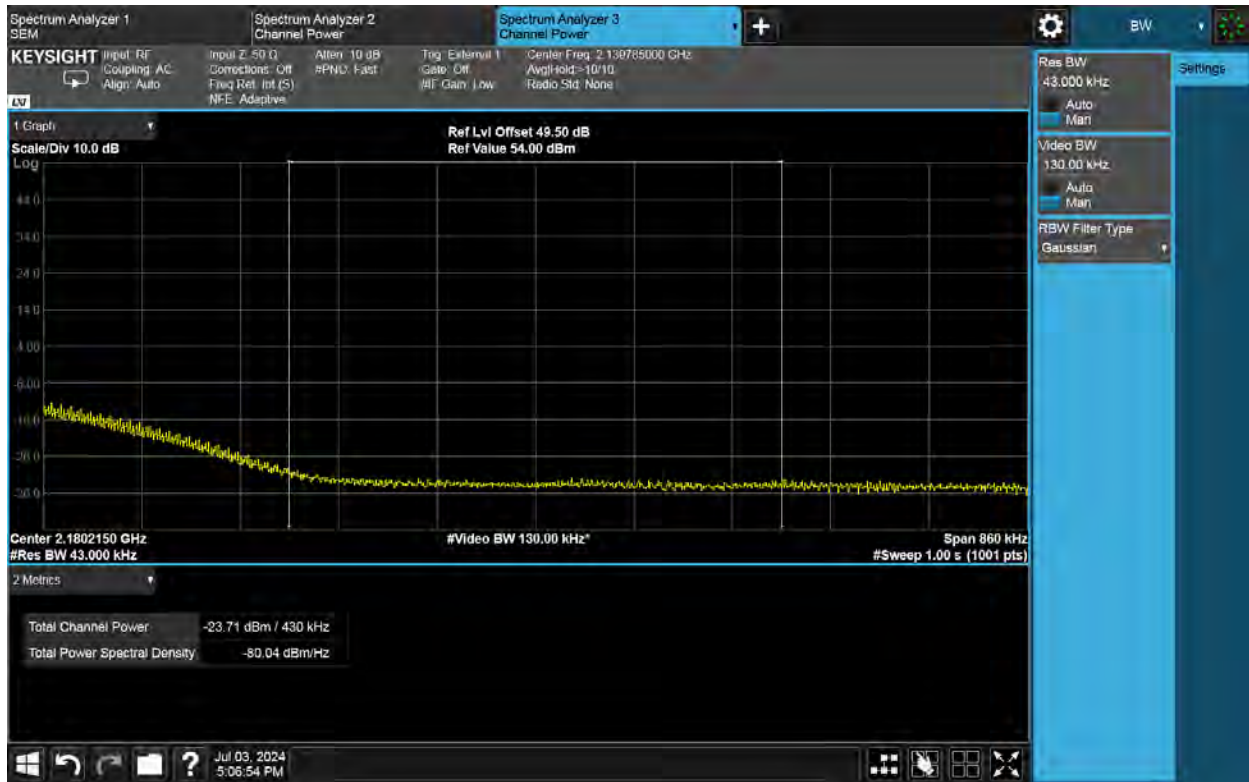 Spectrum Analyzer 1
SEM
Spectrum Analyzer 2
Channel Power
Spectrum Analyzer 3
Channel Power
BW
KEYSIGHT
Input: RF
Coupling: AC
Align: Auto
Input Z: 50 Ω
Corrections: Off
Freq Ref: Int (S)
NFE: Adaptive
Atten: 10 dB
#PNO: Fast
Trig: External 1
Gate: Off
#IF Gain: Low
Center Freq: 2.139785000 GHz
Avg|Hold:>10/10
Radio Std: None
LXI
1 Graph
Scale/Div 10.0 dB
Ref Lvl Offset 49.50 dB
Ref Value 54.00 dBm
Log
44.0
34.0
24.0
14.0
4.00
-6.00
-16.0
-26.0
-36.0
Center 2.1802150 GHz
#Res BW 43.000 kHz
#Video BW 130.00 kHz*
Span 860 kHz
#Sweep 1.00 s (1001 pts)
2 Metrics
Total Channel Power -23.71 dBm / 430 kHz
Total Power Spectral Density -80.04 dBm/Hz
Res BW
43.000 kHz
Auto
Man
Video BW
130.00 kHz
Auto
Man
RBW Filter Type
Gaussian
Settings
?
Jul 03, 2024
5:06:54 PM